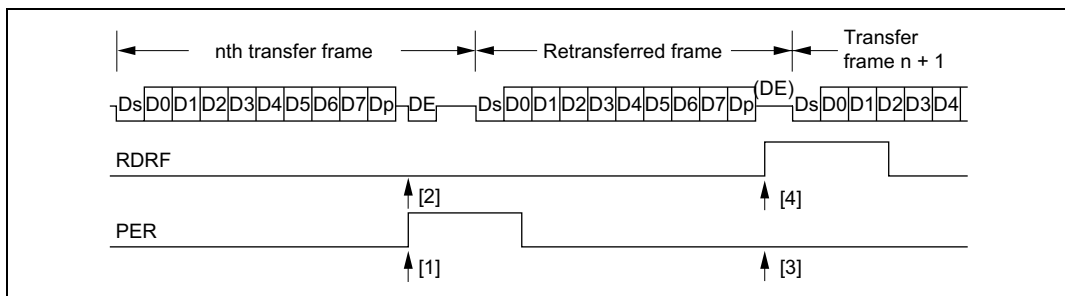 nth transfer frame Retransferred frame Transfer
frame n + 1
(DE)
Ds D0 D1 D2 D3 D4 D5 D6 D7 Dp DE Ds D0 D1 D2 D3 D4 D5 D6 D7 Dp Ds D0 D1 D2 D3 D4
RDRF
[2] [4]
PER
[1] [3]